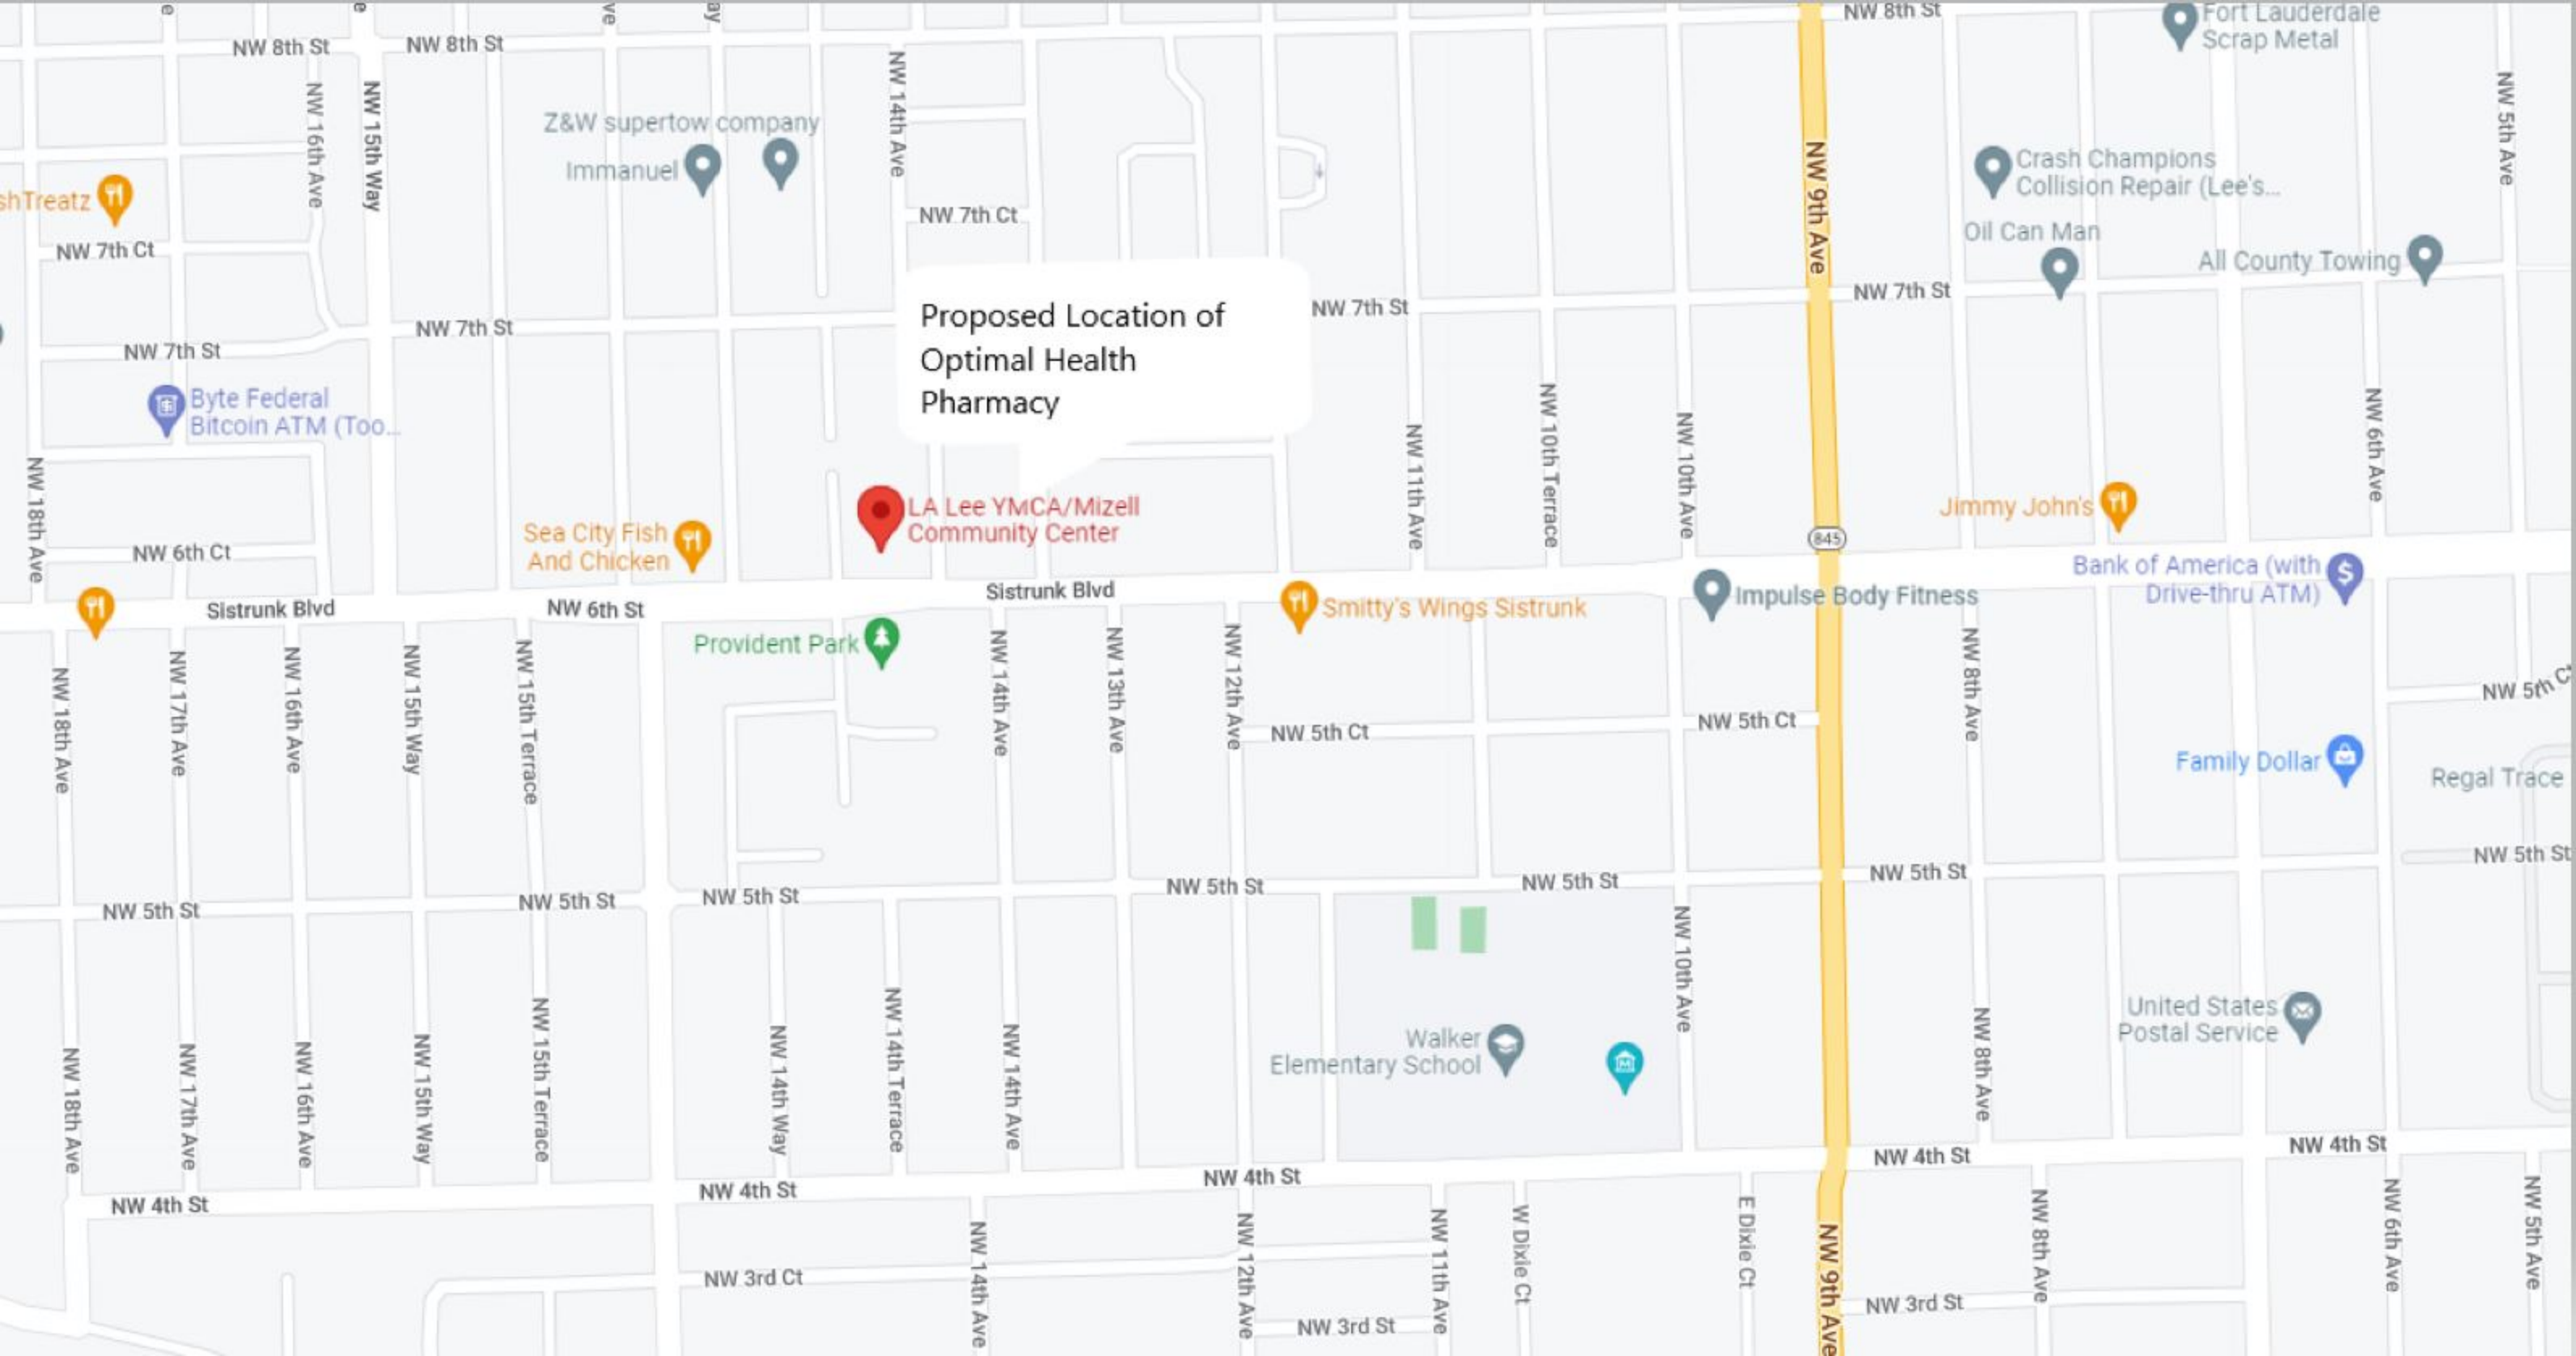 NW 8th St
NW 8th St
NW 8th St
Fort Lauderdale
Scrap Metal
NW 16th Ave
NW 15th Way
NW 14th Ave
NW 5th Ave
Z&W supertow company
Immanuel
NW 9th Ave
Crash Champions
Collision Repair (Lee's...
shTreatz
NW 7th Ct
NW 7th Ct
Oil Can Man
All County Towing
NW 7th St
NW 7th St
NW 7th St
NW 7th St
Proposed Location of
Optimal Health
Pharmacy
Byte Federal
Bitcoin ATM (Too...
NW 11th Ave
NW 10th Terrace
NW 10th Ave
NW 6th Ave
NW 18th Ave
LA Lee YMCA/Mizell
Community Center
Sea City Fish
And Chicken
Jimmy John's
845
NW 6th Ct
Bank of America (with
Drive-thru ATM)
Sistrunk Blvd
NW 6th St
Sistrunk Blvd
Smitty's Wings Sistrunk
Impulse Body Fitness
Provident Park
NW 18th Ave
NW 17th Ave
NW 16th Ave
NW 15th Way
NW 15th Terrace
NW 14th Ave
NW 13th Ave
NW 12th Ave
NW 8th Ave
NW 5th Ct
NW 5th Ct
NW 5th C
Family Dollar
Regal Trace
NW 5th St
NW 5th St
NW 5th St
NW 5th St
NW 5th St
NW 5th St
NW 5th St
NW 10th Ave
Walker
Elementary School
United States
Postal Service
NW 18th Ave
NW 17th Ave
NW 16th Ave
NW 15th Way
NW 15th Terrace
NW 14th Way
NW 14th Terrace
NW 14th Ave
NW 8th Ave
NW 4th St
NW 4th St
NW 4th St
NW 4th St
NW 4th St
NW 3rd Ct
NW 14th Ave
NW 12th Ave
NW 3rd St
NW 11th Ave
W Dixie Ct
E Dixie Ct
NW 9th Ave
NW 3rd St
NW 8th Ave
NW 6th Ave
NW 5th Ave